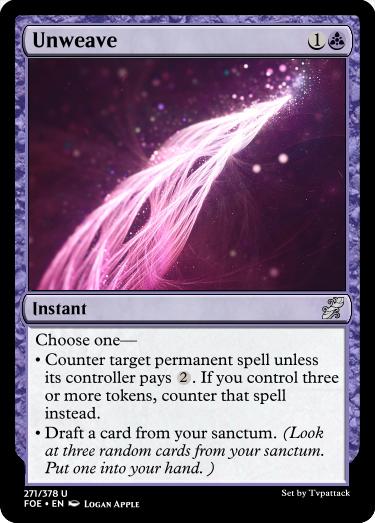 Unweave
1
Instant
Choose one—
• Counter target permanent spell unless
its controller pays 2. If you control three
or more tokens, counter that spell
instead.
• Draft a card from your sanctum. (Look
at three random cards from your sanctum.
Put one into your hand. )
271/378 U
FOE • EN Logan Apple
Set by Tvpattack